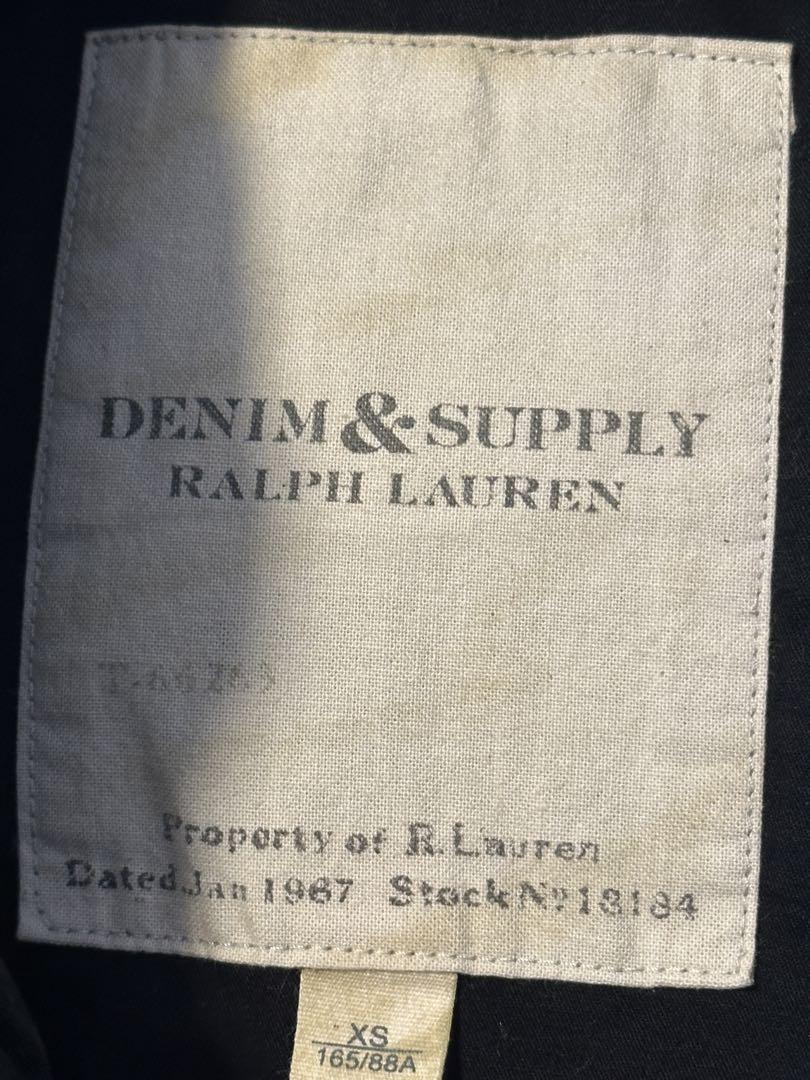 DENIM & SUPPLY
RALPH LAUREN
Property of R. Lauren
Dated Jan 1967 Stock Nº 18184
XS
165/88A